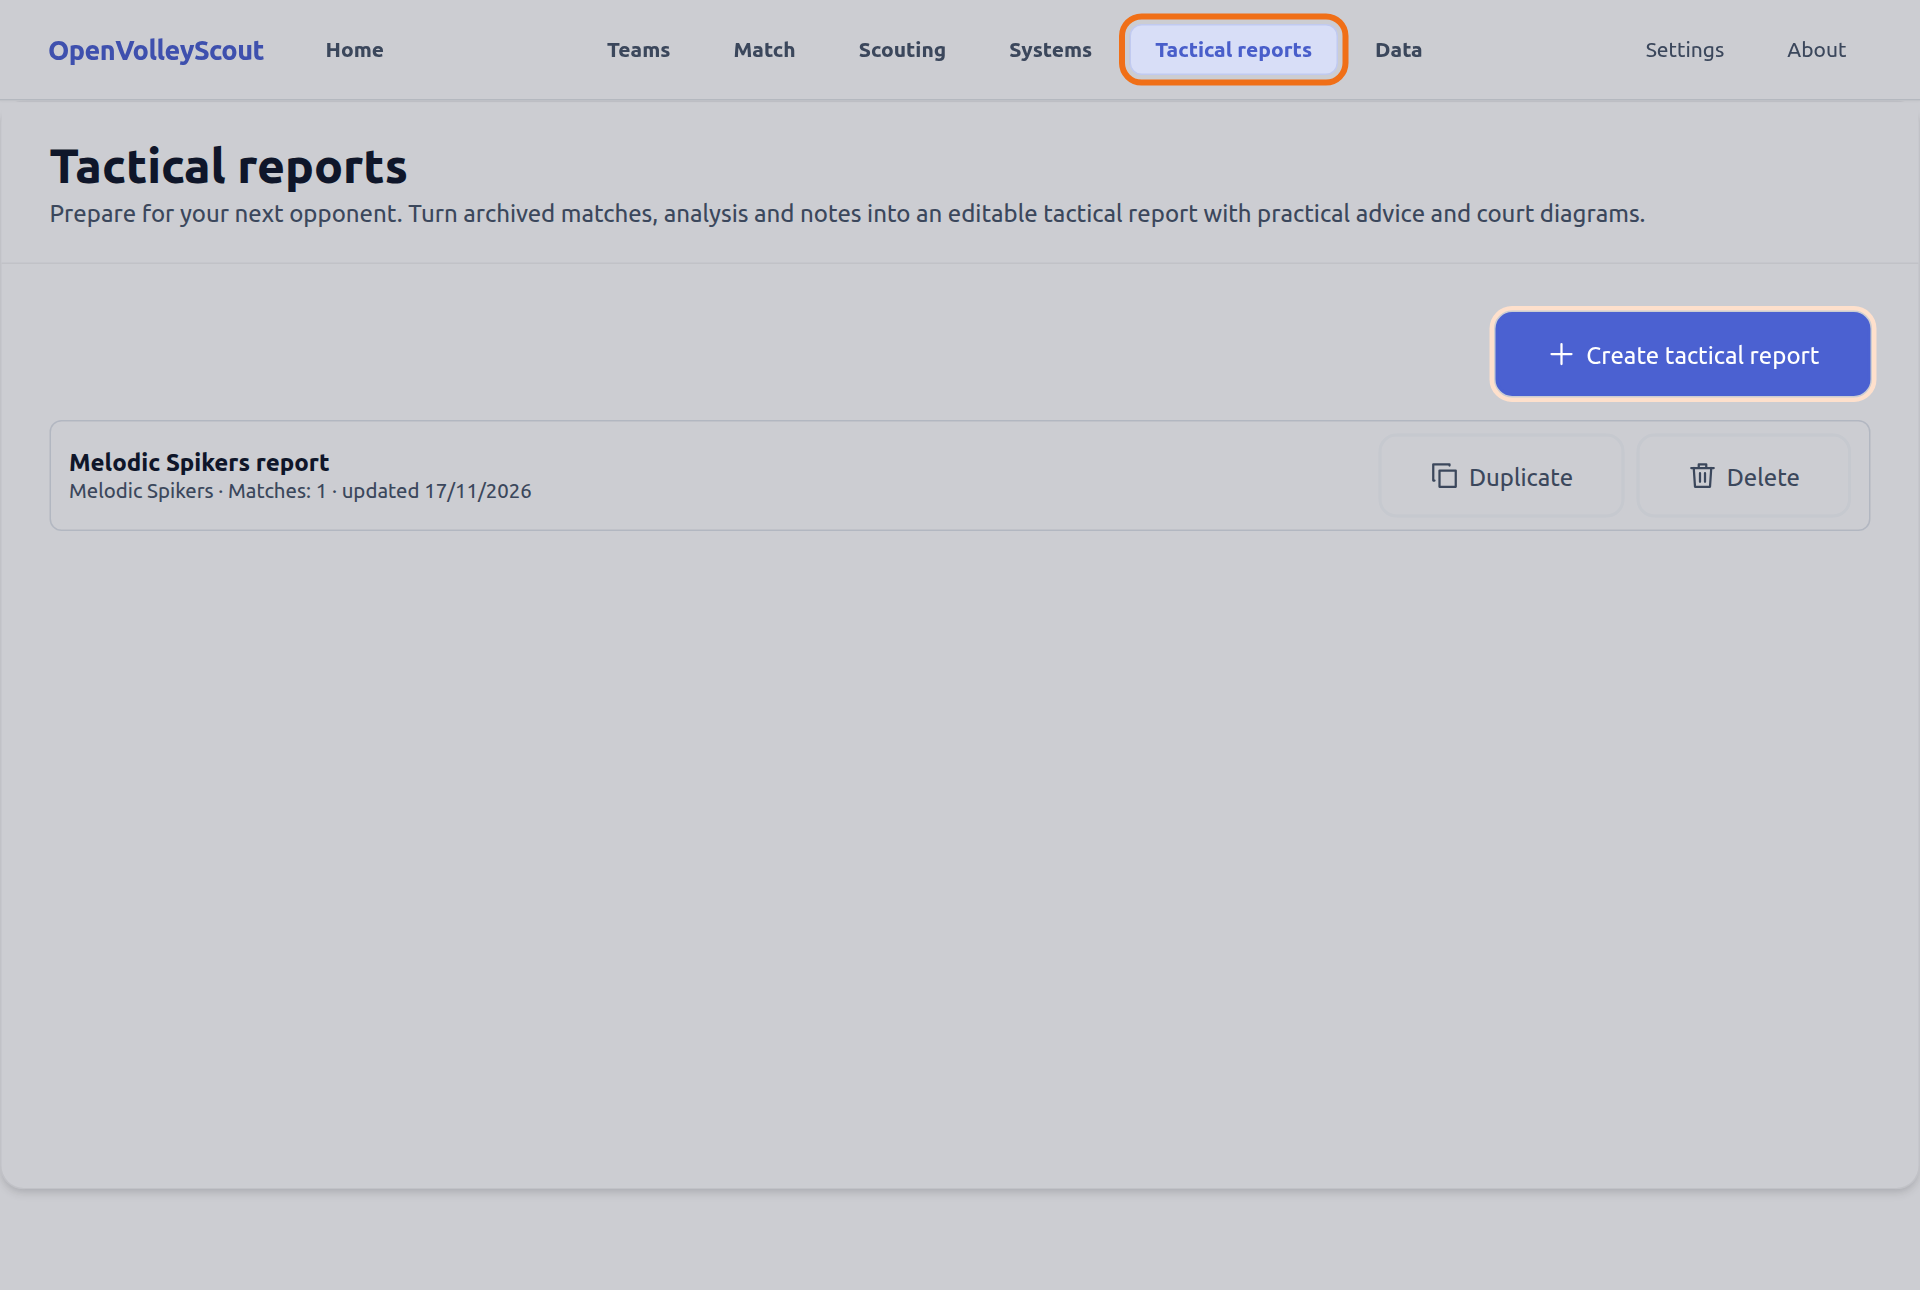 OpenVolleyScout Home Teams Match Scouting Systems Tactical reports Data Settings About
Tactical reports
Prepare for your next opponent. Turn archived matches, analysis and notes into an editable tactical report with practical advice and court diagrams.
Create tactical report
Melodic Spikers report
Melodic Spikers · Matches: 1 · updated 17/11/2026
Duplicate Delete